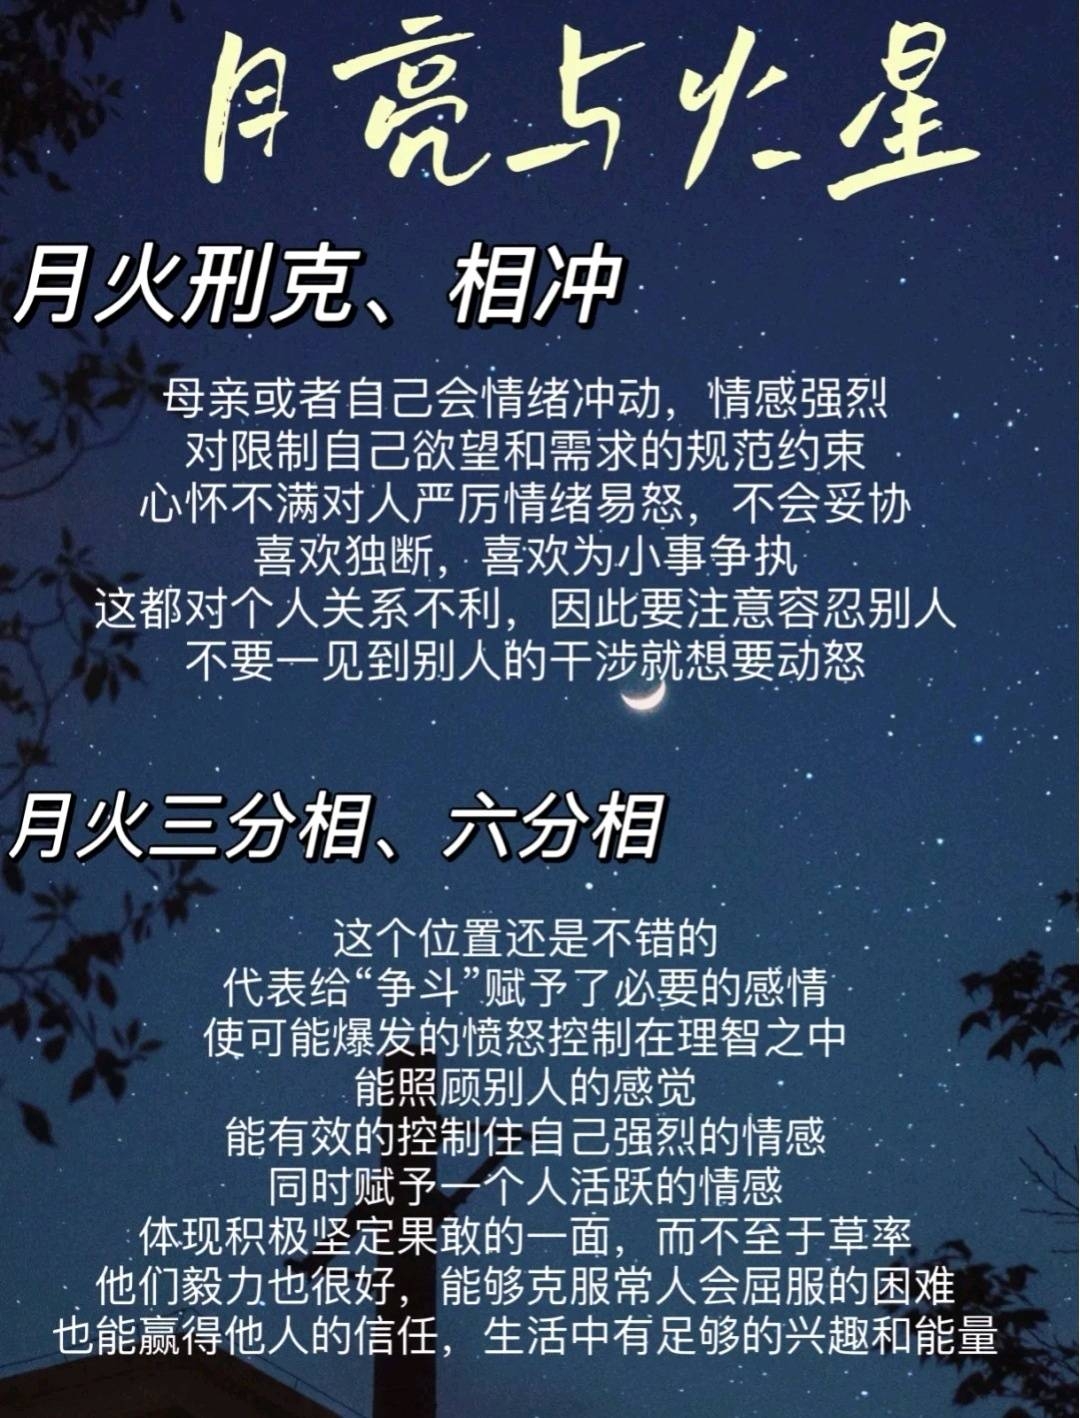 月亮与火星
月火刑克、相冲
母亲或者自己会情绪冲动，情感强烈
对限制自己欲望和需求的规范约束
心怀不满对人严厉情绪易怒，不会妥协
喜欢独断，喜欢为小事争执
这都对个人关系不利，因此要注意容忍别人
不要一见到别人的干涉就想要动怒
月火三分相、六分相
这个位置还是不错的
代表给“争斗”赋予了必要的感情
使可能爆发的愤怒控制在理智之中
能照顾别人的感觉
能有效的控制住自己强烈的情感
同时赋予一个人活跃的情感
体现积极坚定果敢的一面，而不至于草率
他们毅力也很好，能够克服常人会屈服的困难
也能赢得他人的信任，生活中有足够的兴趣和能量